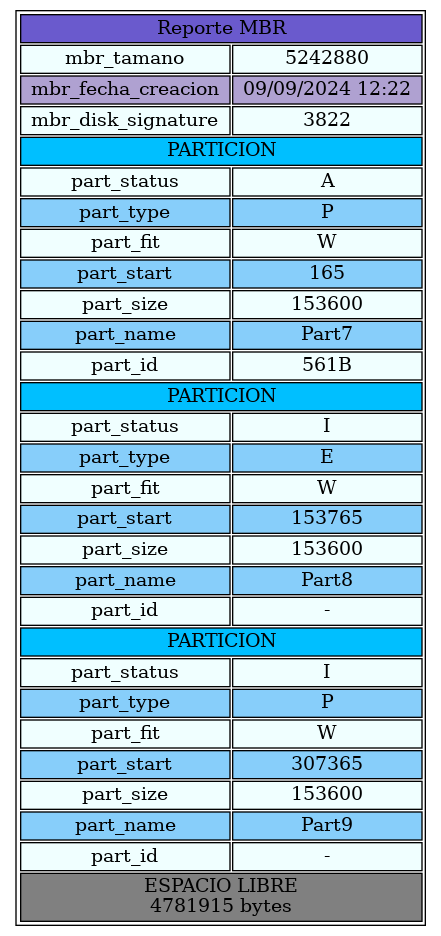 Reporte MBR
mbr_tamano 5242880
mbr_fecha_creacion 09/09/2024 12:22
mbr_disk_signature 3822
PARTICION
part_status A
part_type P
part_fit W
part_start 165
part_size 153600
part_name Part7
part_id 561B
PARTICION
part_status I
part_type E
part_fit W
part_start 153765
part_size 153600
part_name Part8
part_id -
PARTICION
part_status I
part_type P
part_fit W
part_start 307365
part_size 153600
part_name Part9
part_id -
ESPACIO LIBRE
4781915 bytes